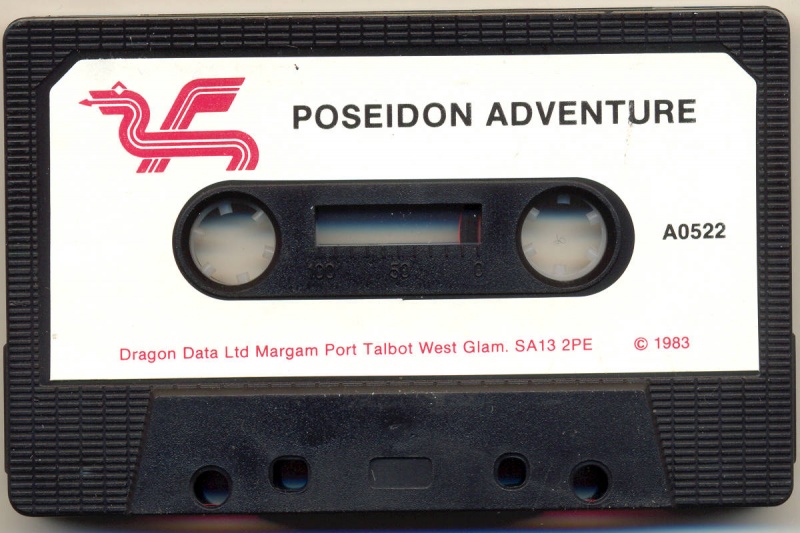 POSEIDON ADVENTURE
A0522
100 50 0
Dragon Data Ltd Margam Port Talbot West Glam. SA13 2PE © 1983